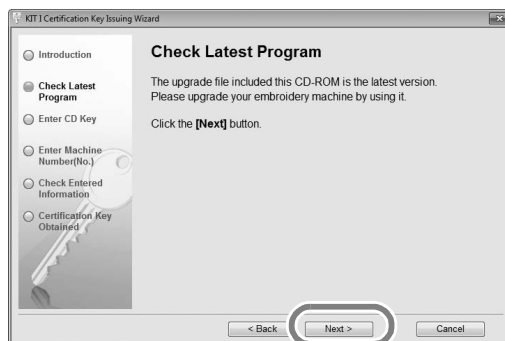 KIT I Certification Key Issuing Wizard
Introduction
Check Latest
Program
Enter CD Key
Enter Machine
Number(No.)
Check Entered
Information
Certification Key
Obtained
Check Latest Program
The upgrade file included this CD-ROM is the latest version.
Please upgrade your embroidery machine by using it.
Click the [Next] button.
< Back
Next >
Cancel